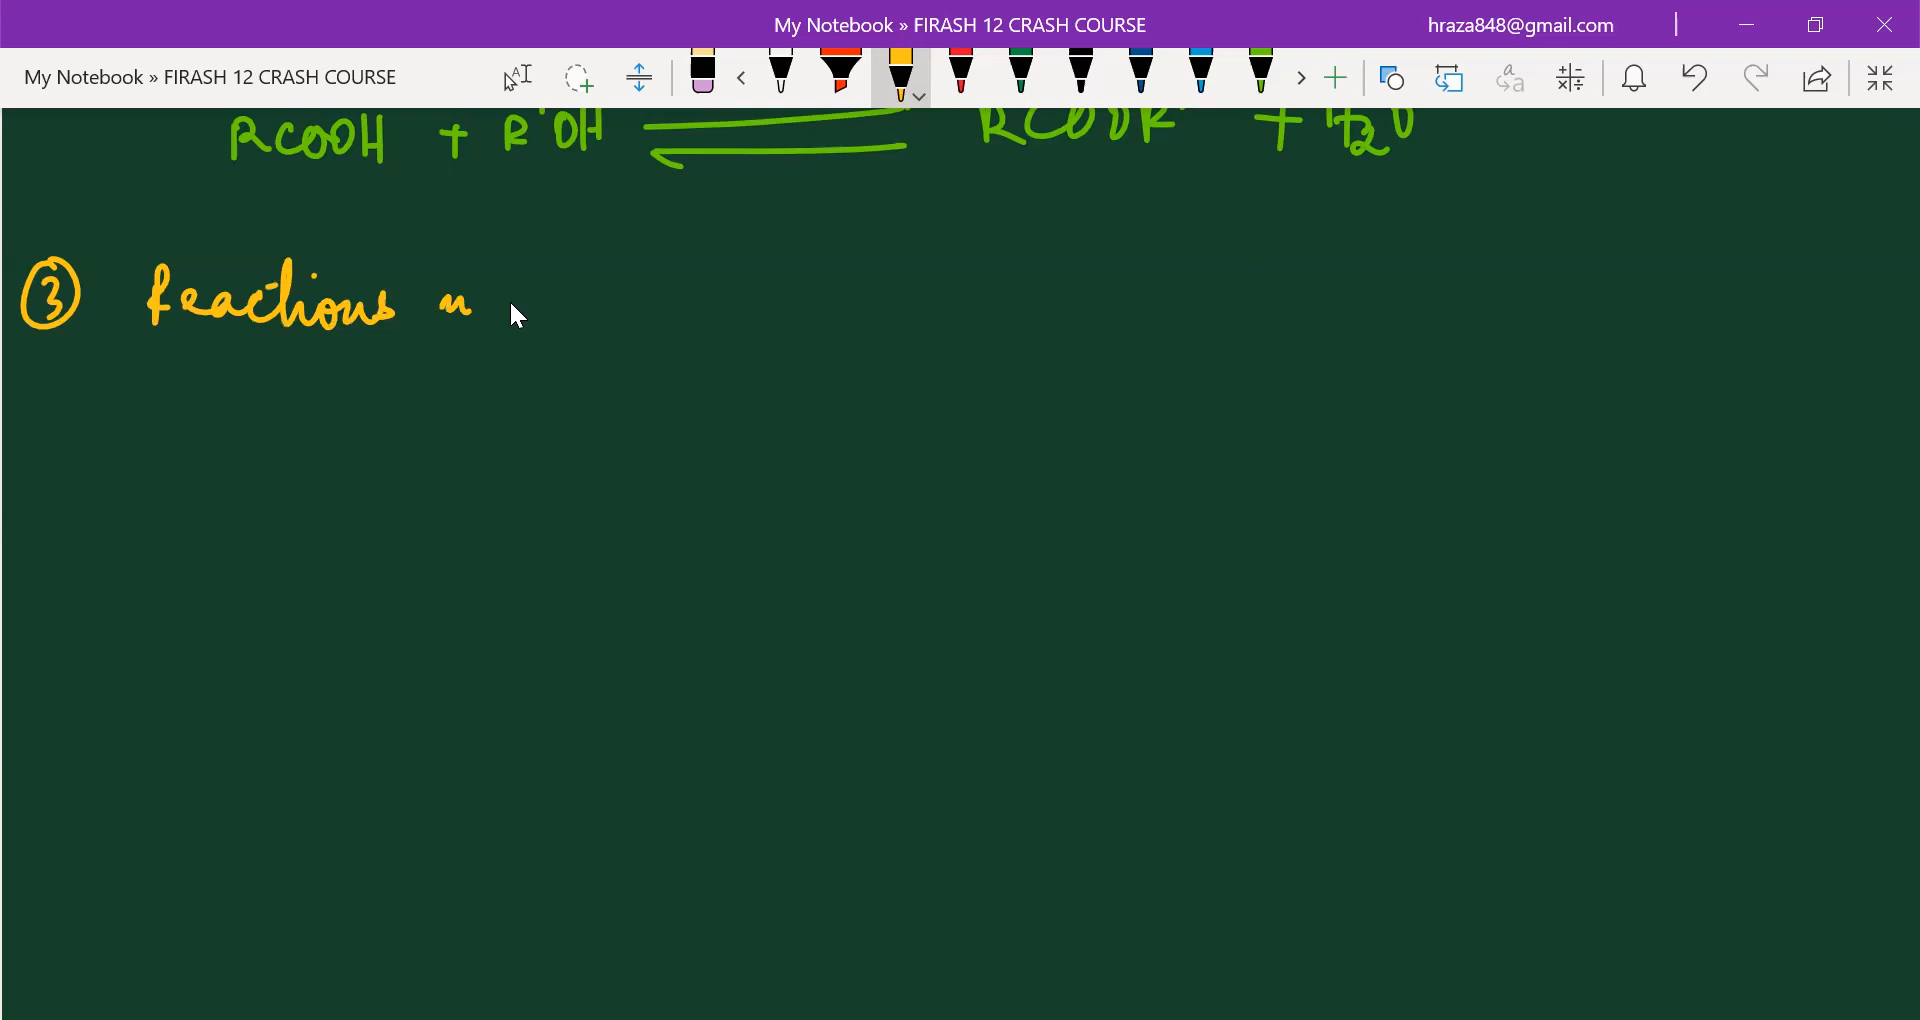 My Notebook » FIRASH 12 CRASH COURSE hraza848@gmail.com
My Notebook » FIRASH 12 CRASH COURSE
RCOOH + R'OH ⇌ RCOOR' + H₂O
③ Reactions